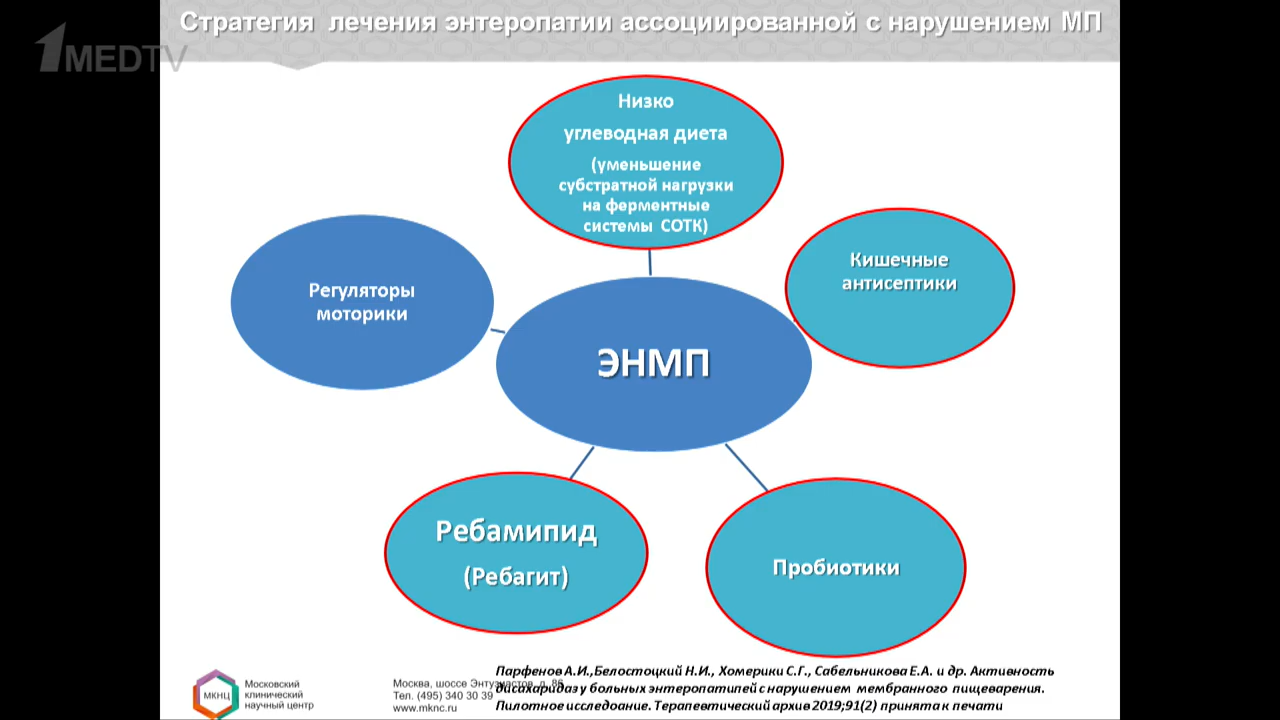 Стратегия лечения энтеропатии ассоциированной с нарушением МП
1MEDTV
Низко
углеводная диета
(уменьшение
субстратной нагрузки
на ферментные
системы СОТК)
Кишечные
антисептики
Регуляторы
моторики
ЭНМП
Ребамипид
(Ребагит)
Пробиотики
МКНЦ
Московский
клинический
научный центр
Москва, шоссе Энтузиастов, д. 86
Тел. (495) 340 30 39
www.mknc.ru
Парфенов А.И.,Белостоцкий Н.И., Хомерики С.Г., Сабельникова Е.А. и др. Активность
дисахаридаз у больных энтеропатипей с нарушением мембранного пищеварения.
Пилотное исследоание. Терапевтический архив 2019;91(2) принята к печати